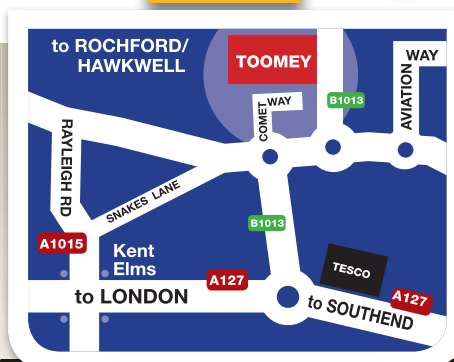 to ROCHFORD/
HAWKWELL
TOOMEY
WAY
COMET
WAY
B1013
AVIATION
RAYLEIGH RD
SNAKES LANE
A1015
Kent
Elms
B1013
A127
TESCO
to LONDON
to SOUTHEND
A127